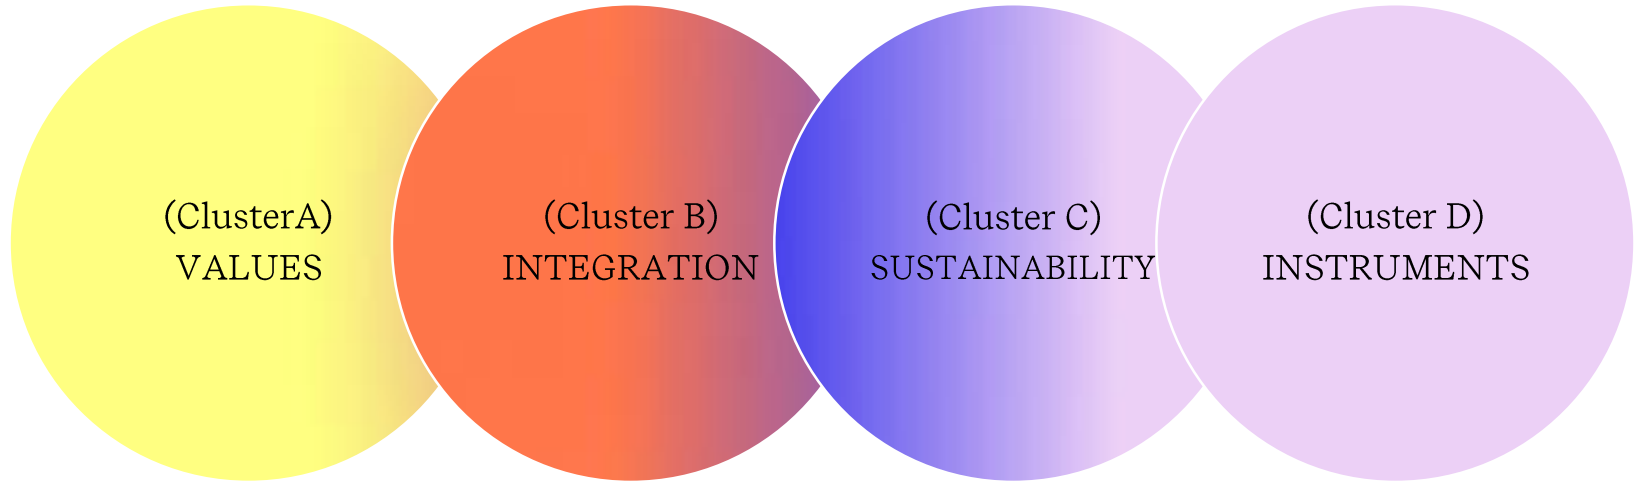 (ClusterA)
VALUES
(Cluster B)
INTEGRATION
(Cluster C)
SUSTAINABILITY
(Cluster D)
INSTRUMENTS